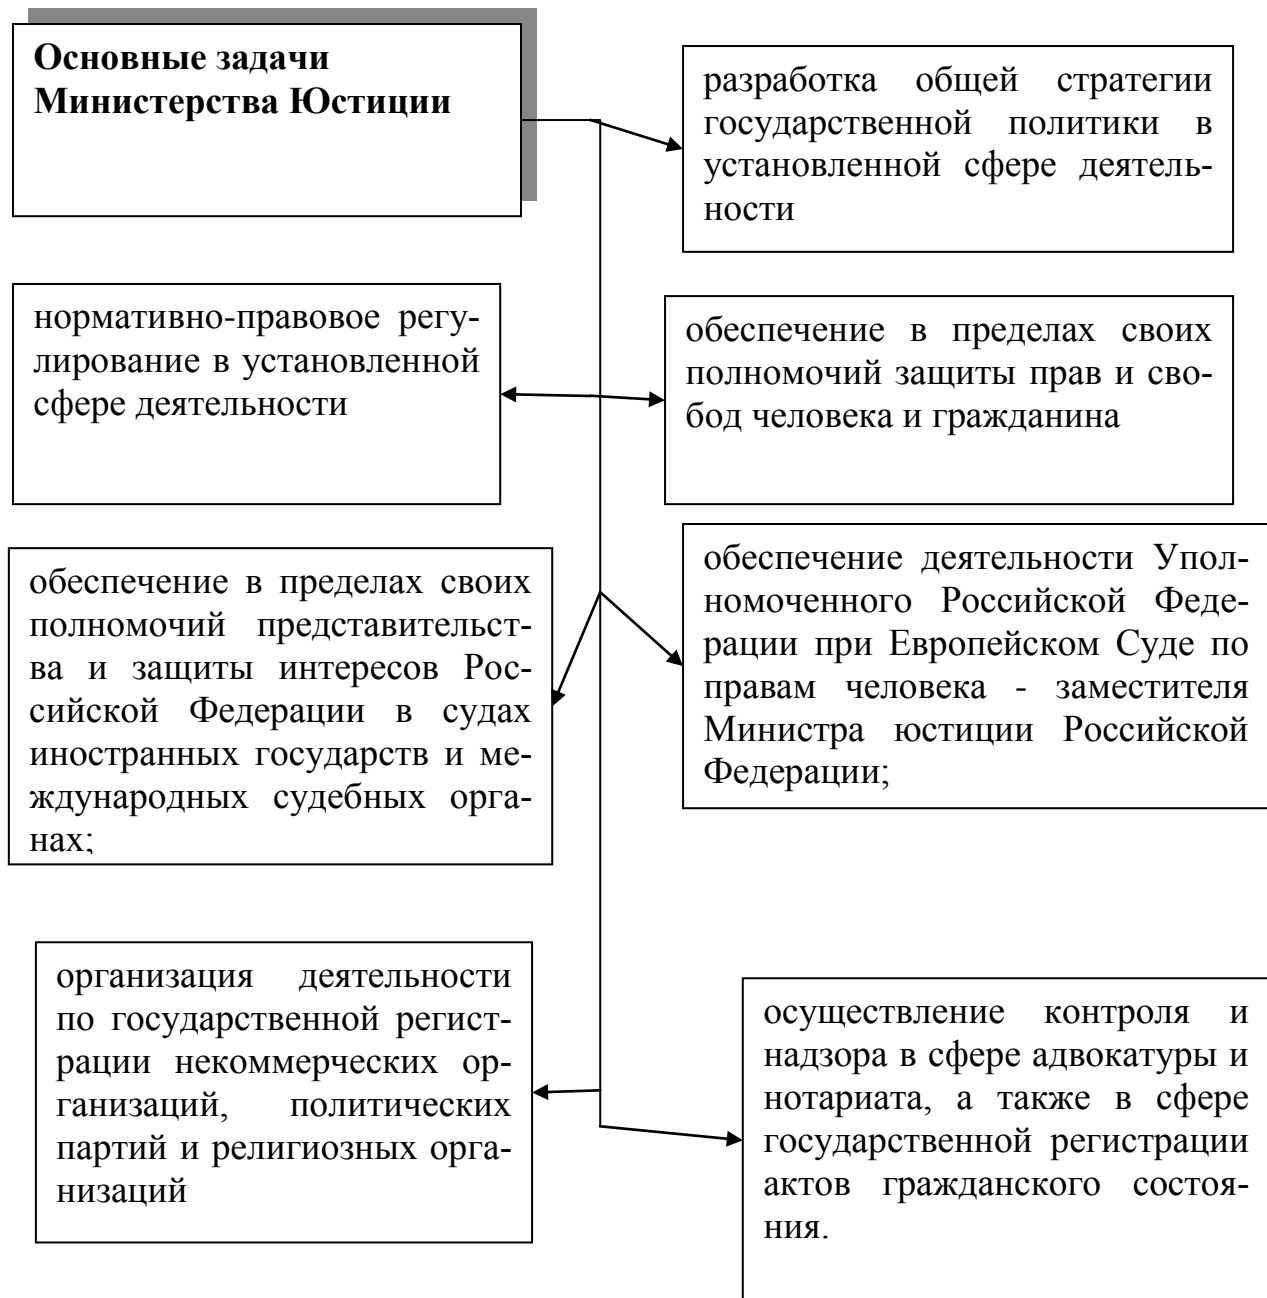 Основные задачи
Министерства Юстиции
разработка общей стратегии
государственной политики в
установленной сфере деятель-
ности
нормативно-правовое регу-
лирование в установленной
сфере деятельности
обеспечение в пределах своих
полномочий защиты прав и сво-
бод человека и гражданина
обеспечение в пределах своих
полномочий представительст-
ва и защиты интересов Рос-
сийской Федерации в судах
иностранных государств и ме-
ждународных судебных орга-
нах;
обеспечение деятельности Упол-
номоченного Российской Феде-
рации при Европейском Суде по
правам человека - заместителя
Министра юстиции Российской
Федерации;
организация деятельности
по государственной регист-
рации некоммерческих ор-
ганизаций, политических
партий и религиозных орга-
низаций
осуществление контроля и
надзора в сфере адвокатуры и
нотариата, а также в сфере
государственной регистрации
актов гражданского состоя-
ния.